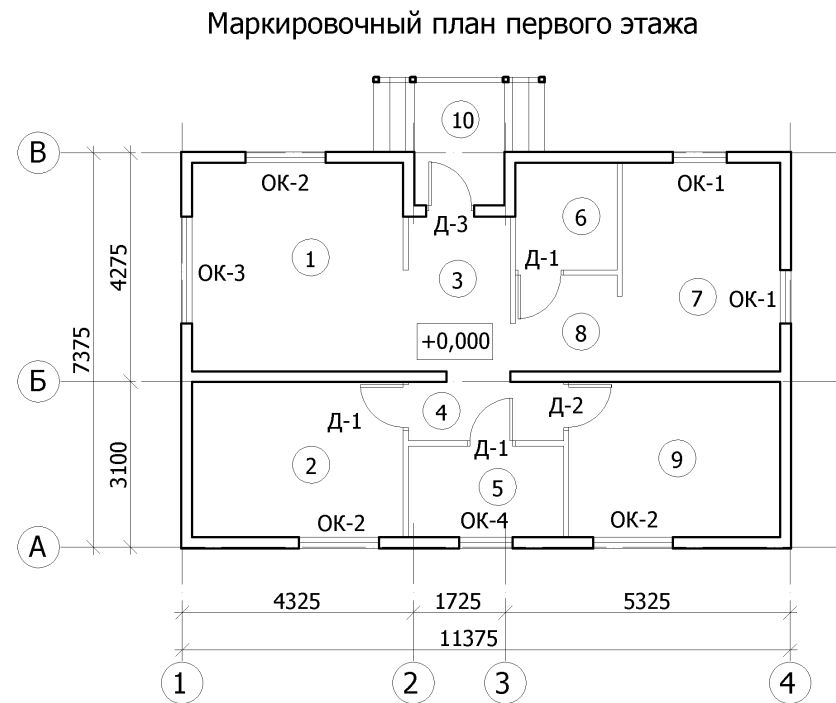 Маркировочный план первого этажа
10
В
ОК-2
ОК-1
6
Д-3
1
Д-1
ОК-3
3
4275
7
ОК-1
8
7375
+0,000
Б
4
Д-2
Д-1
Д-1
3100
2
9
5
ОК-2
ОК-4
ОК-2
А
4325
1725
5325
11375
1
2
3
4